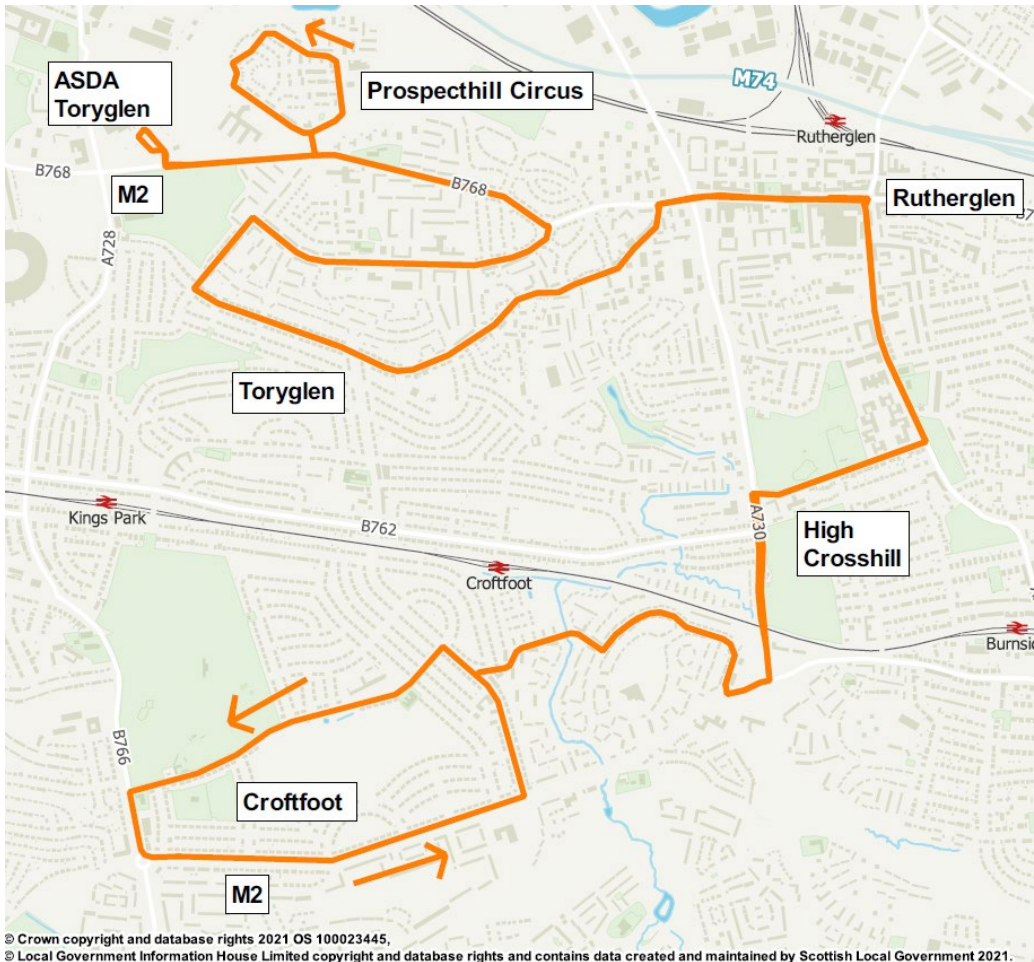 ASDA
Toryglen
Prospecthill Circus
M74
Rutherglen
B768
M2
B768
Rutherglen
A728
Toryglen
Kings Park
B762
A730
High
Crosshill
Croftfoot
B766
Croftfoot
M2
© Crown copyright and database rights 2021 OS 100023445,
© Local Government Information House Limited copyright and database rights and contains data created and maintained by Scottish Local Government 2021.